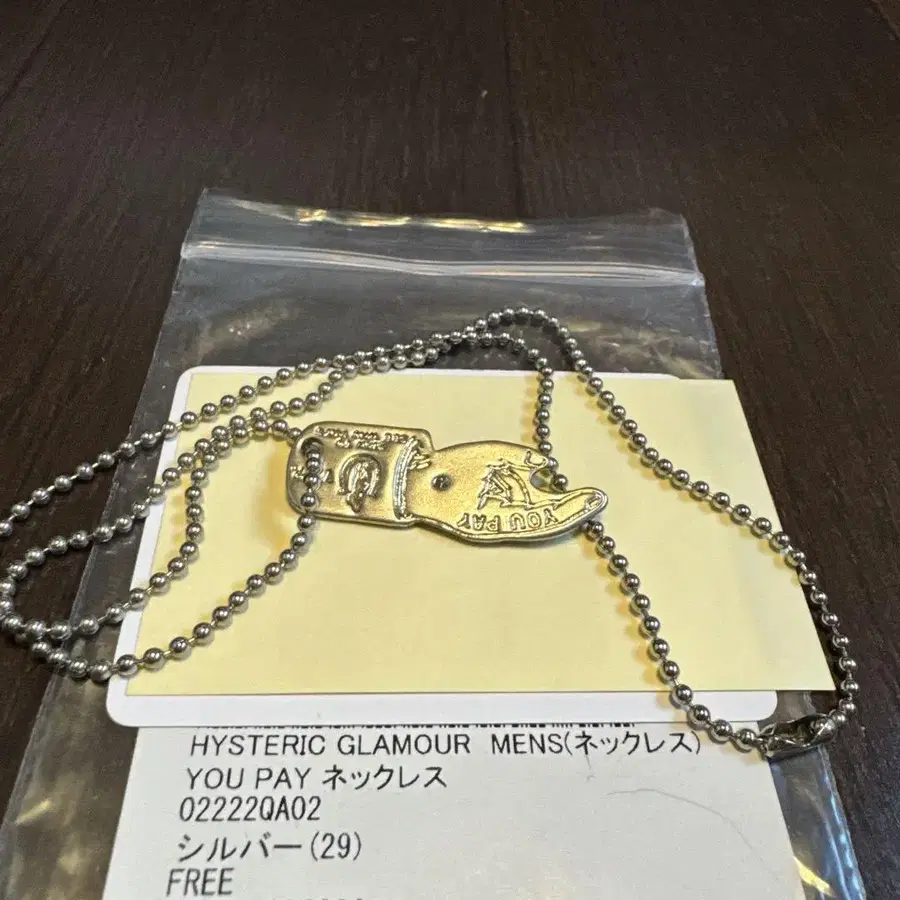 YOU PAY
HYSTERIC GLAMOUR MENS(ネックレス)
YOU PAY ネックレス
02222QA02
シルバー(29)
FREE